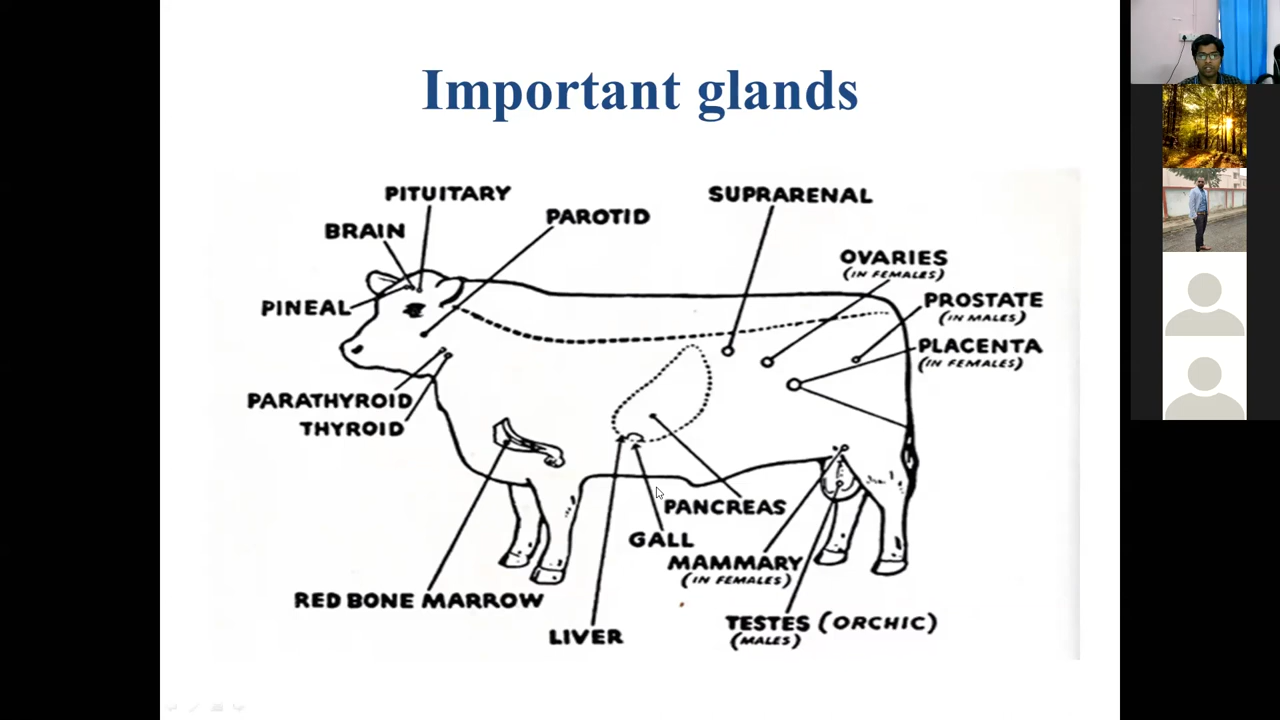 Important glands
PITUITARY
SUPRARENAL
PAROTID
BRAIN
OVARIES
(IN FEMALES)
PINEAL
PROSTATE
(IN MALES)
PLACENTA
(IN FEMALES)
PARATHYROID
THYROID
PANCREAS
GALL
MAMMARY
(IN FEMALES)
RED BONE MARROW
LIVER
TESTES (ORCHIC)
(MALES)